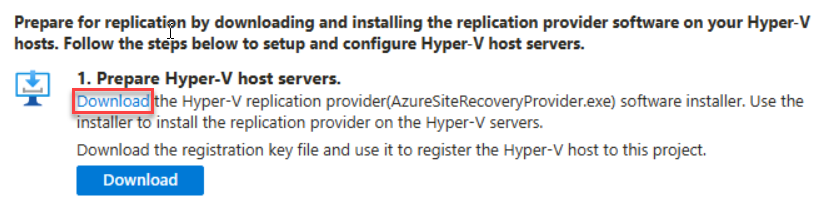 Prepare for replication by downloading and installing the replication provider software on your Hyper-V
hosts. Follow the steps below to setup and configure Hyper-V host servers.
1. Prepare Hyper-V host servers.
Download the Hyper-V replication provider(AzureSiteRecoveryProvider.exe) software installer. Use the
installer to install the replication provider on the Hyper-V servers.
Download the registration key file and use it to register the Hyper-V host to this project.
Download